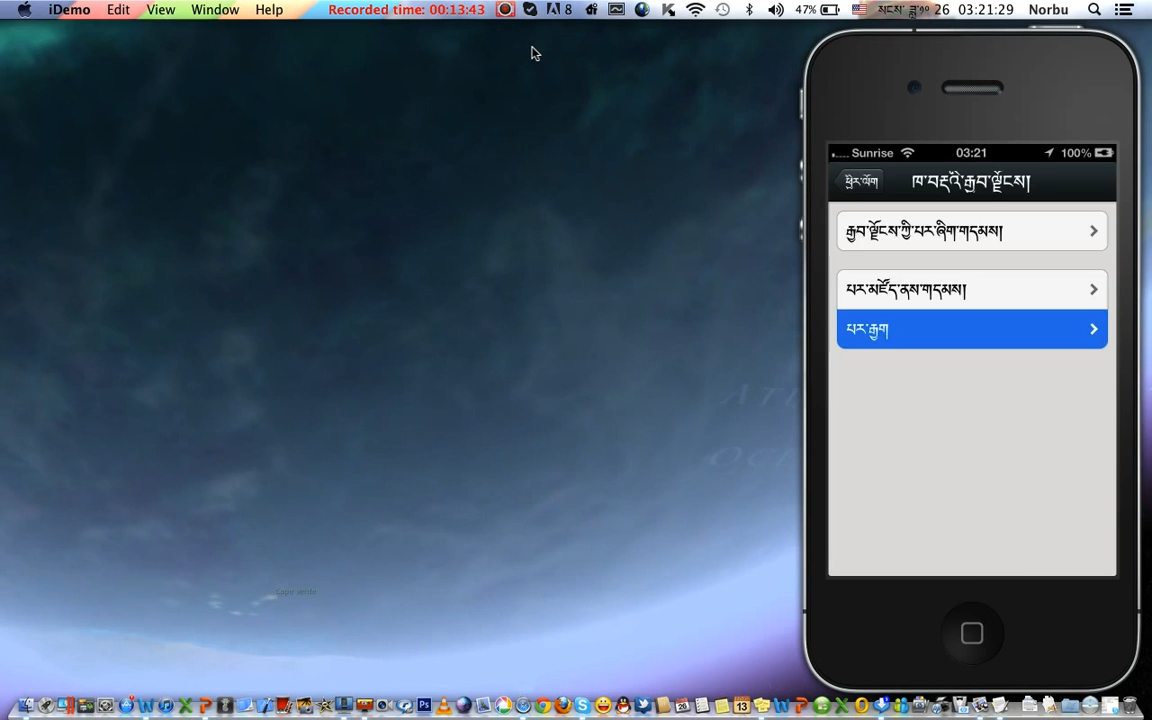 iDemo Edit View Window Help Recorded time: 00:13:43 8 47% 26 03:21:29 Norbu
..... Sunrise 03:21 100%
ཕྱིར་ལོག ཁ་བརྡའི་རྒྱབ་ལྗོངས།
རྒྱབ་ལྗོངས་ཀྱི་པར་ཞིག་གདམས།
པར་མཛོད་ནས་གདམས།
པར་རྒྱག
13